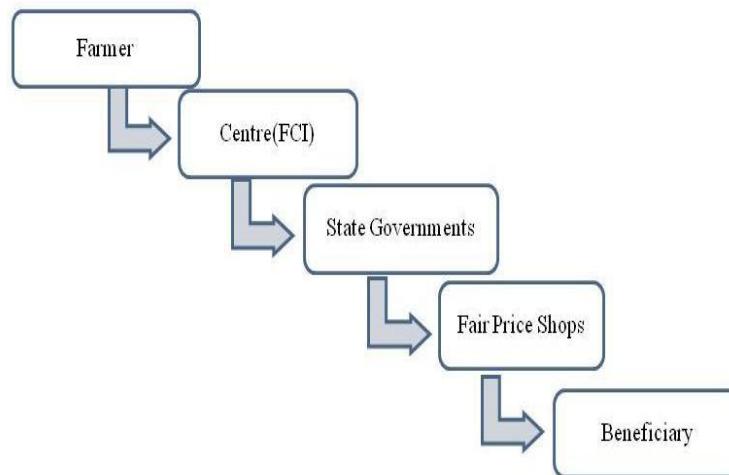 Farmer
Centre(FCI)
State Governments
Fair Price Shops
Beneficiary